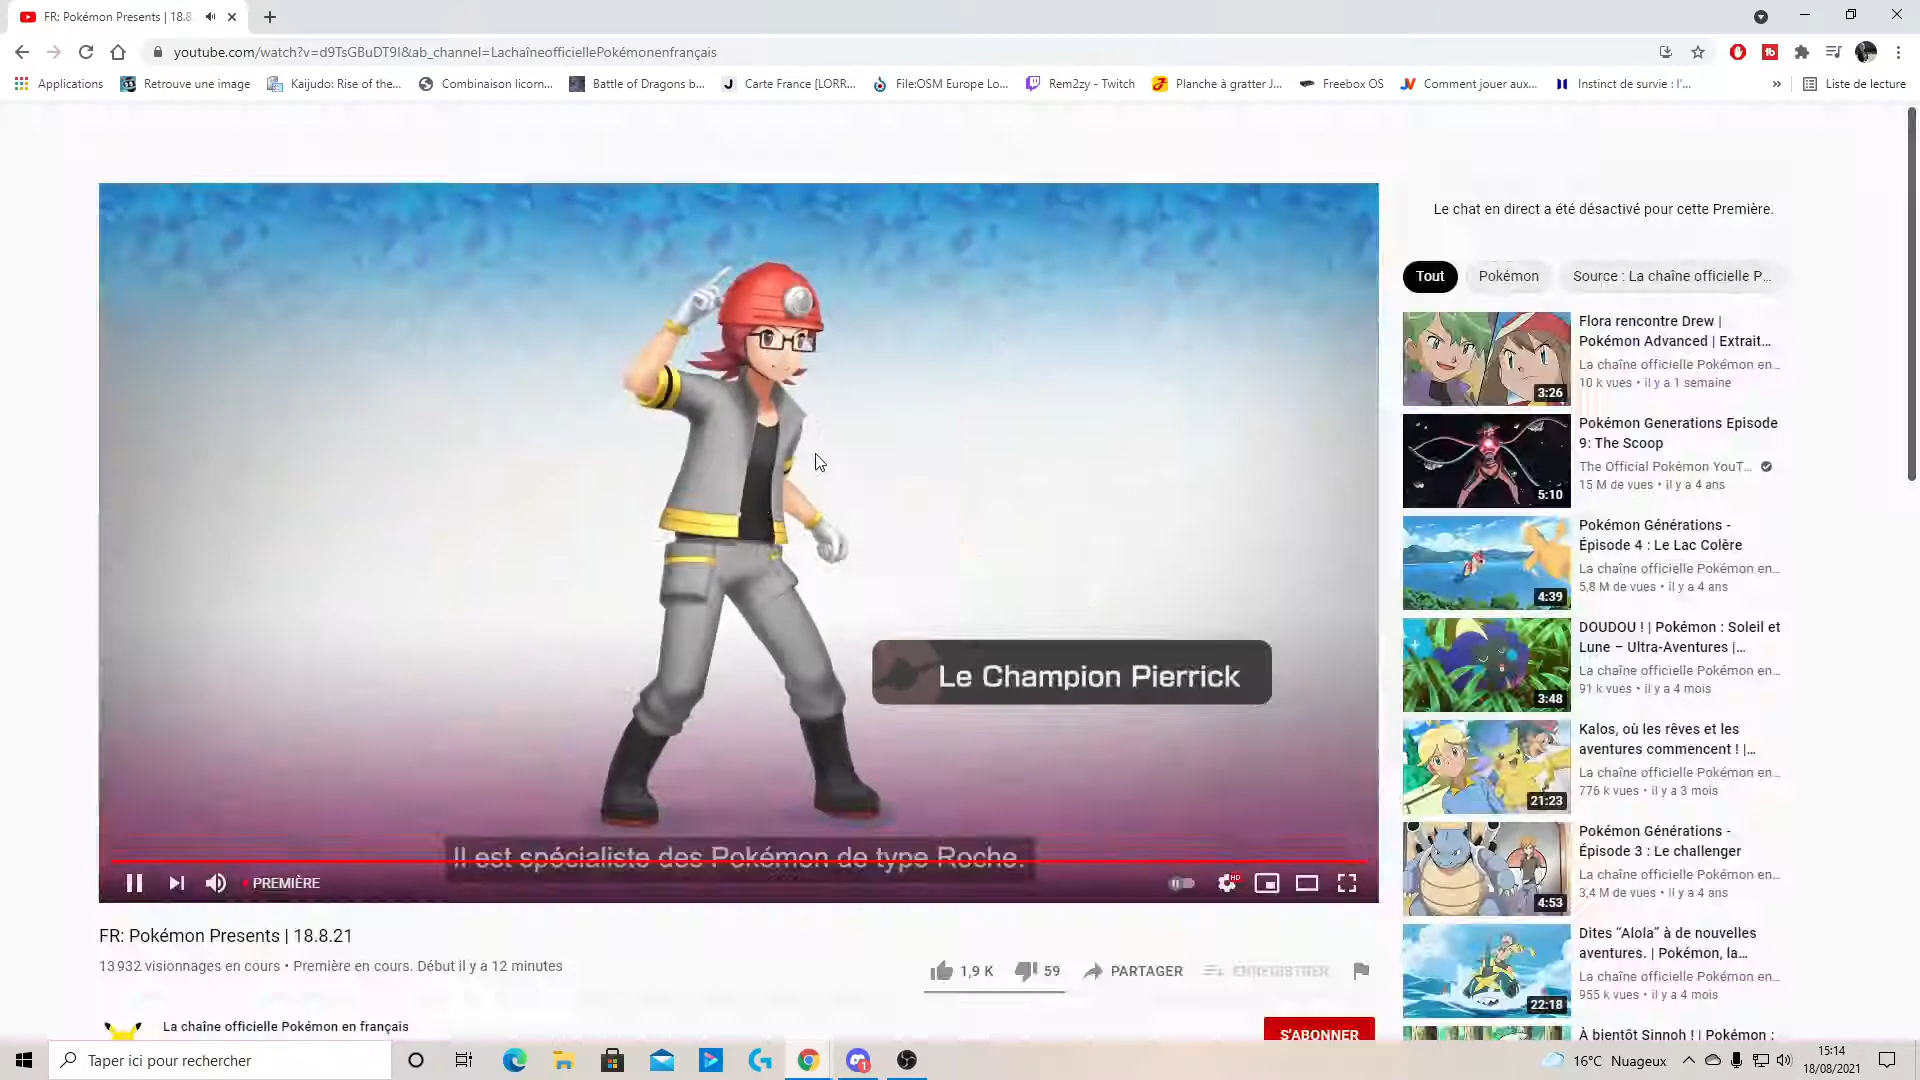 FR: Pokémon Presents | 18.8
youtube.com/watch?v=d9TsGBuDT9I&ab_channel=LachaîneofficiellePokémonenfrançais
Applications
Retrouve une image
Kaijudo: Rise of the...
Combinaison licorn...
Battle of Dragons b...
Carte France [LORR...
File:OSM Europe Lo...
Rem2zy - Twitch
Planche à gratter J...
Freebox OS
Comment jouer aux...
Instinct de survie : l'...
»
Liste de lecture
Le Champion Pierrick
Il est spécialiste des Pokémon de type Roche.
PREMIÈRE
HD
FR: Pokémon Presents | 18.8.21
13 932 visionnages en cours • Première en cours. Début il y a 12 minutes
1,9 K
59
PARTAGER
ENREGISTRER
La chaîne officielle Pokémon en français
S'ABONNER
Le chat en direct a été désactivé pour cette Première.
Tout
Pokémon
Source : La chaîne officielle P...
Flora rencontre Drew |
Pokémon Advanced | Extrait...
La chaîne officielle Pokémon en...
10 k vues • il y a 1 semaine
3:26
Pokémon Generations Episode
9: The Scoop
The Official Pokémon YouT...
15 M de vues • il y a 4 ans
5:10
Pokémon Générations -
Épisode 4 : Le Lac Colère
La chaîne officielle Pokémon en...
5,8 M de vues • il y a 4 ans
4:39
DOUDOU ! | Pokémon : Soleil et
Lune – Ultra-Aventures |...
La chaîne officielle Pokémon en...
91 k vues • il y a 4 mois
3:48
Kalos, où les rêves et les
aventures commencent ! |...
La chaîne officielle Pokémon en...
776 k vues • il y a 3 mois
21:23
Pokémon Générations -
Épisode 3 : Le challenger
La chaîne officielle Pokémon en...
3,4 M de vues • il y a 4 ans
4:53
Dites “Alola” à de nouvelles
aventures. | Pokémon, la...
La chaîne officielle Pokémon en...
955 k vues • il y a 4 mois
22:18
À bientôt Sinnoh ! | Pokémon :
Taper ici pour rechercher
1
16°C Nuageux
15:14
18/08/2021